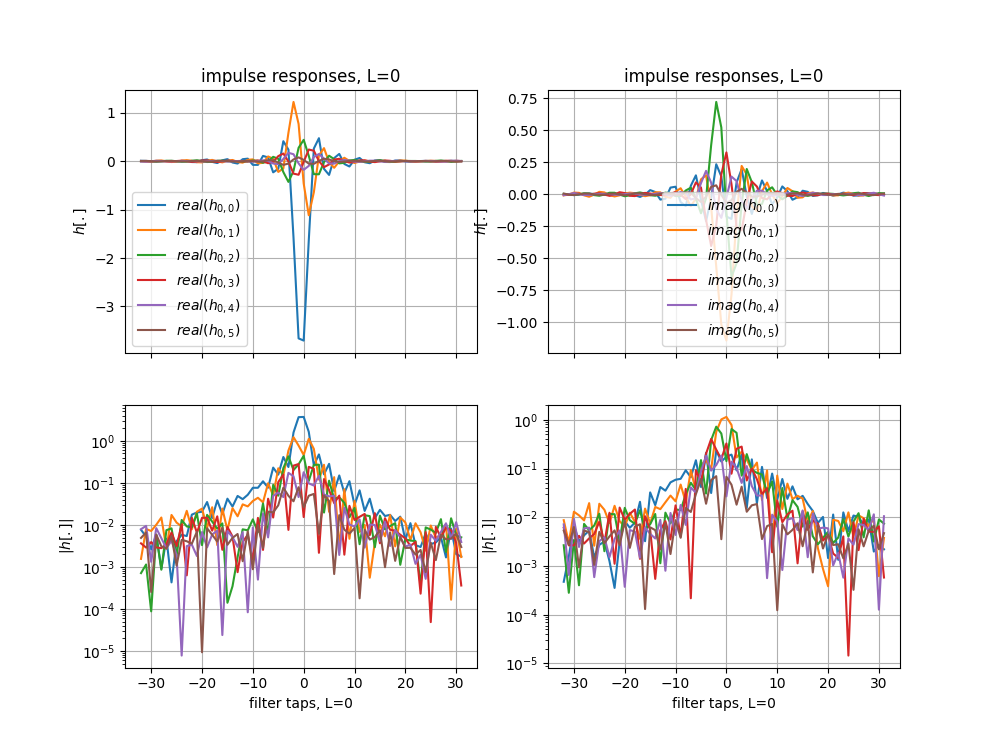 impulse responses, L=0
1
0
−1
−2
−3
h[.]
real(h0,0)
real(h0,1)
real(h0,2)
real(h0,3)
real(h0,4)
real(h0,5)
impulse responses, L=0
0.75
0.50
0.25
0.00
−0.25
−0.50
−0.75
−1.00
h[.]
imag(h0,0)
imag(h0,1)
imag(h0,2)
imag(h0,3)
imag(h0,4)
imag(h0,5)
10⁰
10⁻¹
10⁻²
10⁻³
10⁻⁴
10⁻⁵
|h[.]|
−30 −20 −10 0 10 20 30
filter taps, L=0
10⁰
10⁻¹
10⁻²
10⁻³
10⁻⁴
10⁻⁵
|h[.]|
−30 −20 −10 0 10 20 30
filter taps, L=0